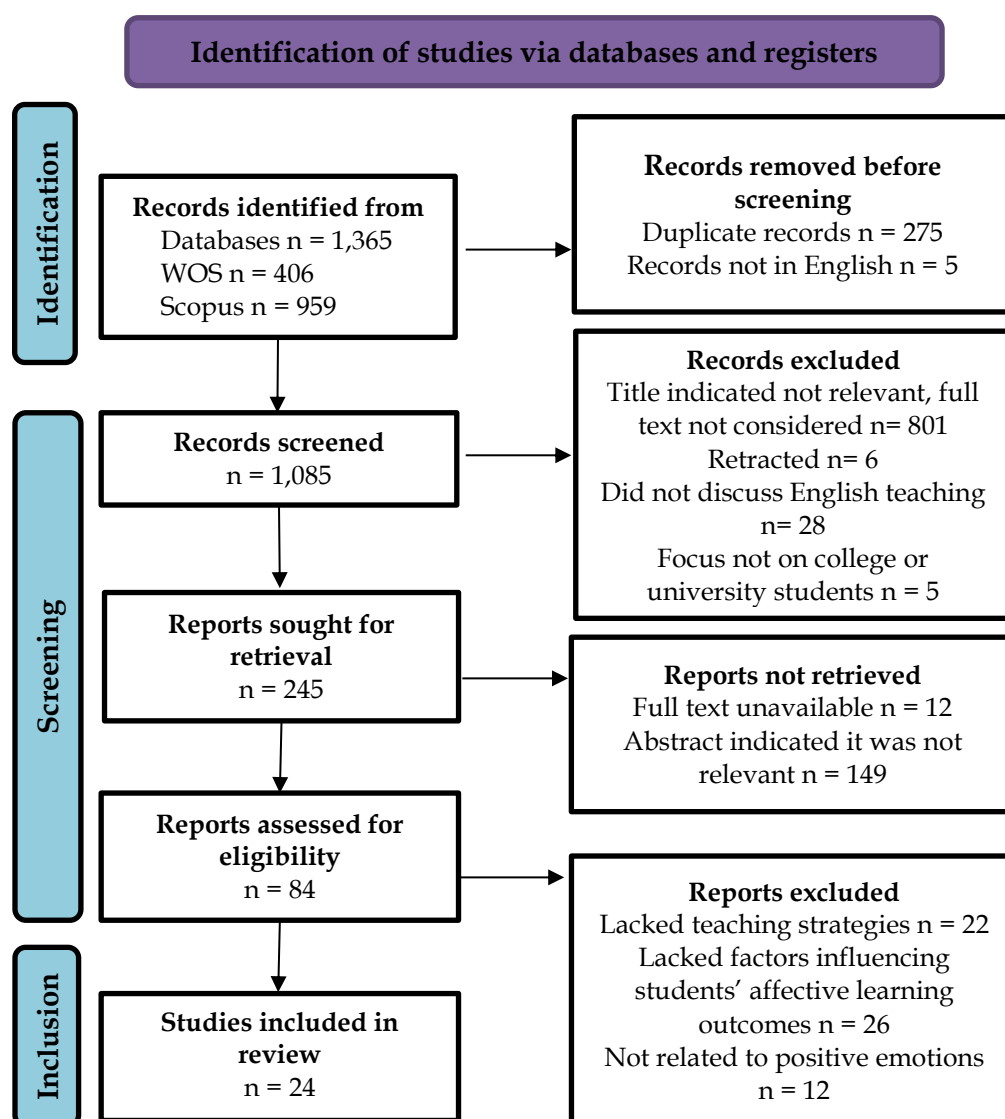 Identification of studies via databases and registers
Identification
Records identified from
Databases n = 1,365
WOS n = 406
Scopus n = 959
Records removed before
screening
Duplicate records n = 275
Records not in English n = 5
Screening
Records screened
n = 1,085
Records excluded
Title indicated not relevant, full
text not considered n= 801
Retracted n= 6
Did not discuss English teaching
n= 28
Focus not on college or
university students n = 5
Reports sought for
retrieval
n = 245
Reports not retrieved
Full text unavailable n = 12
Abstract indicated it was not
relevant n = 149
Reports assessed for
eligibility
n = 84
Reports excluded
Lacked teaching strategies n = 22
Lacked factors influencing
students’ affective learning
outcomes n = 26
Not related to positive emotions
n = 12
Inclusion
Studies included in
review
n = 24